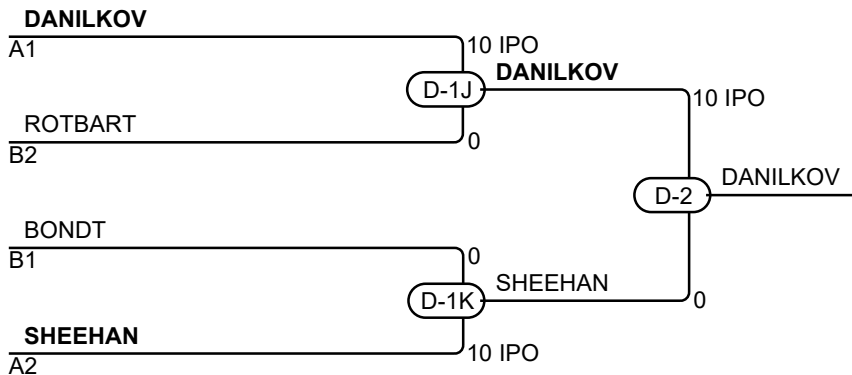 DANILKOV
A1
10 IPO
D-1J
DANILKOV
ROTBART
B2
0
10 IPO
D-2
DANILKOV
BONDT
B1
0
D-1K
SHEEHAN
0
SHEEHAN
A2
10 IPO